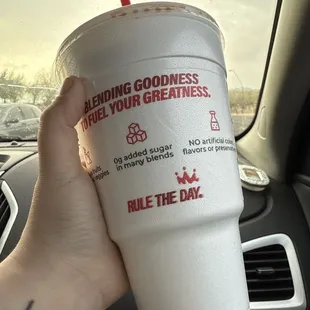 BLENDING GOODNESS
TO FUEL YOUR GREATNESS.
0g added sugar
in many blends
NO artificial
flavors or
RULE THE DAY.